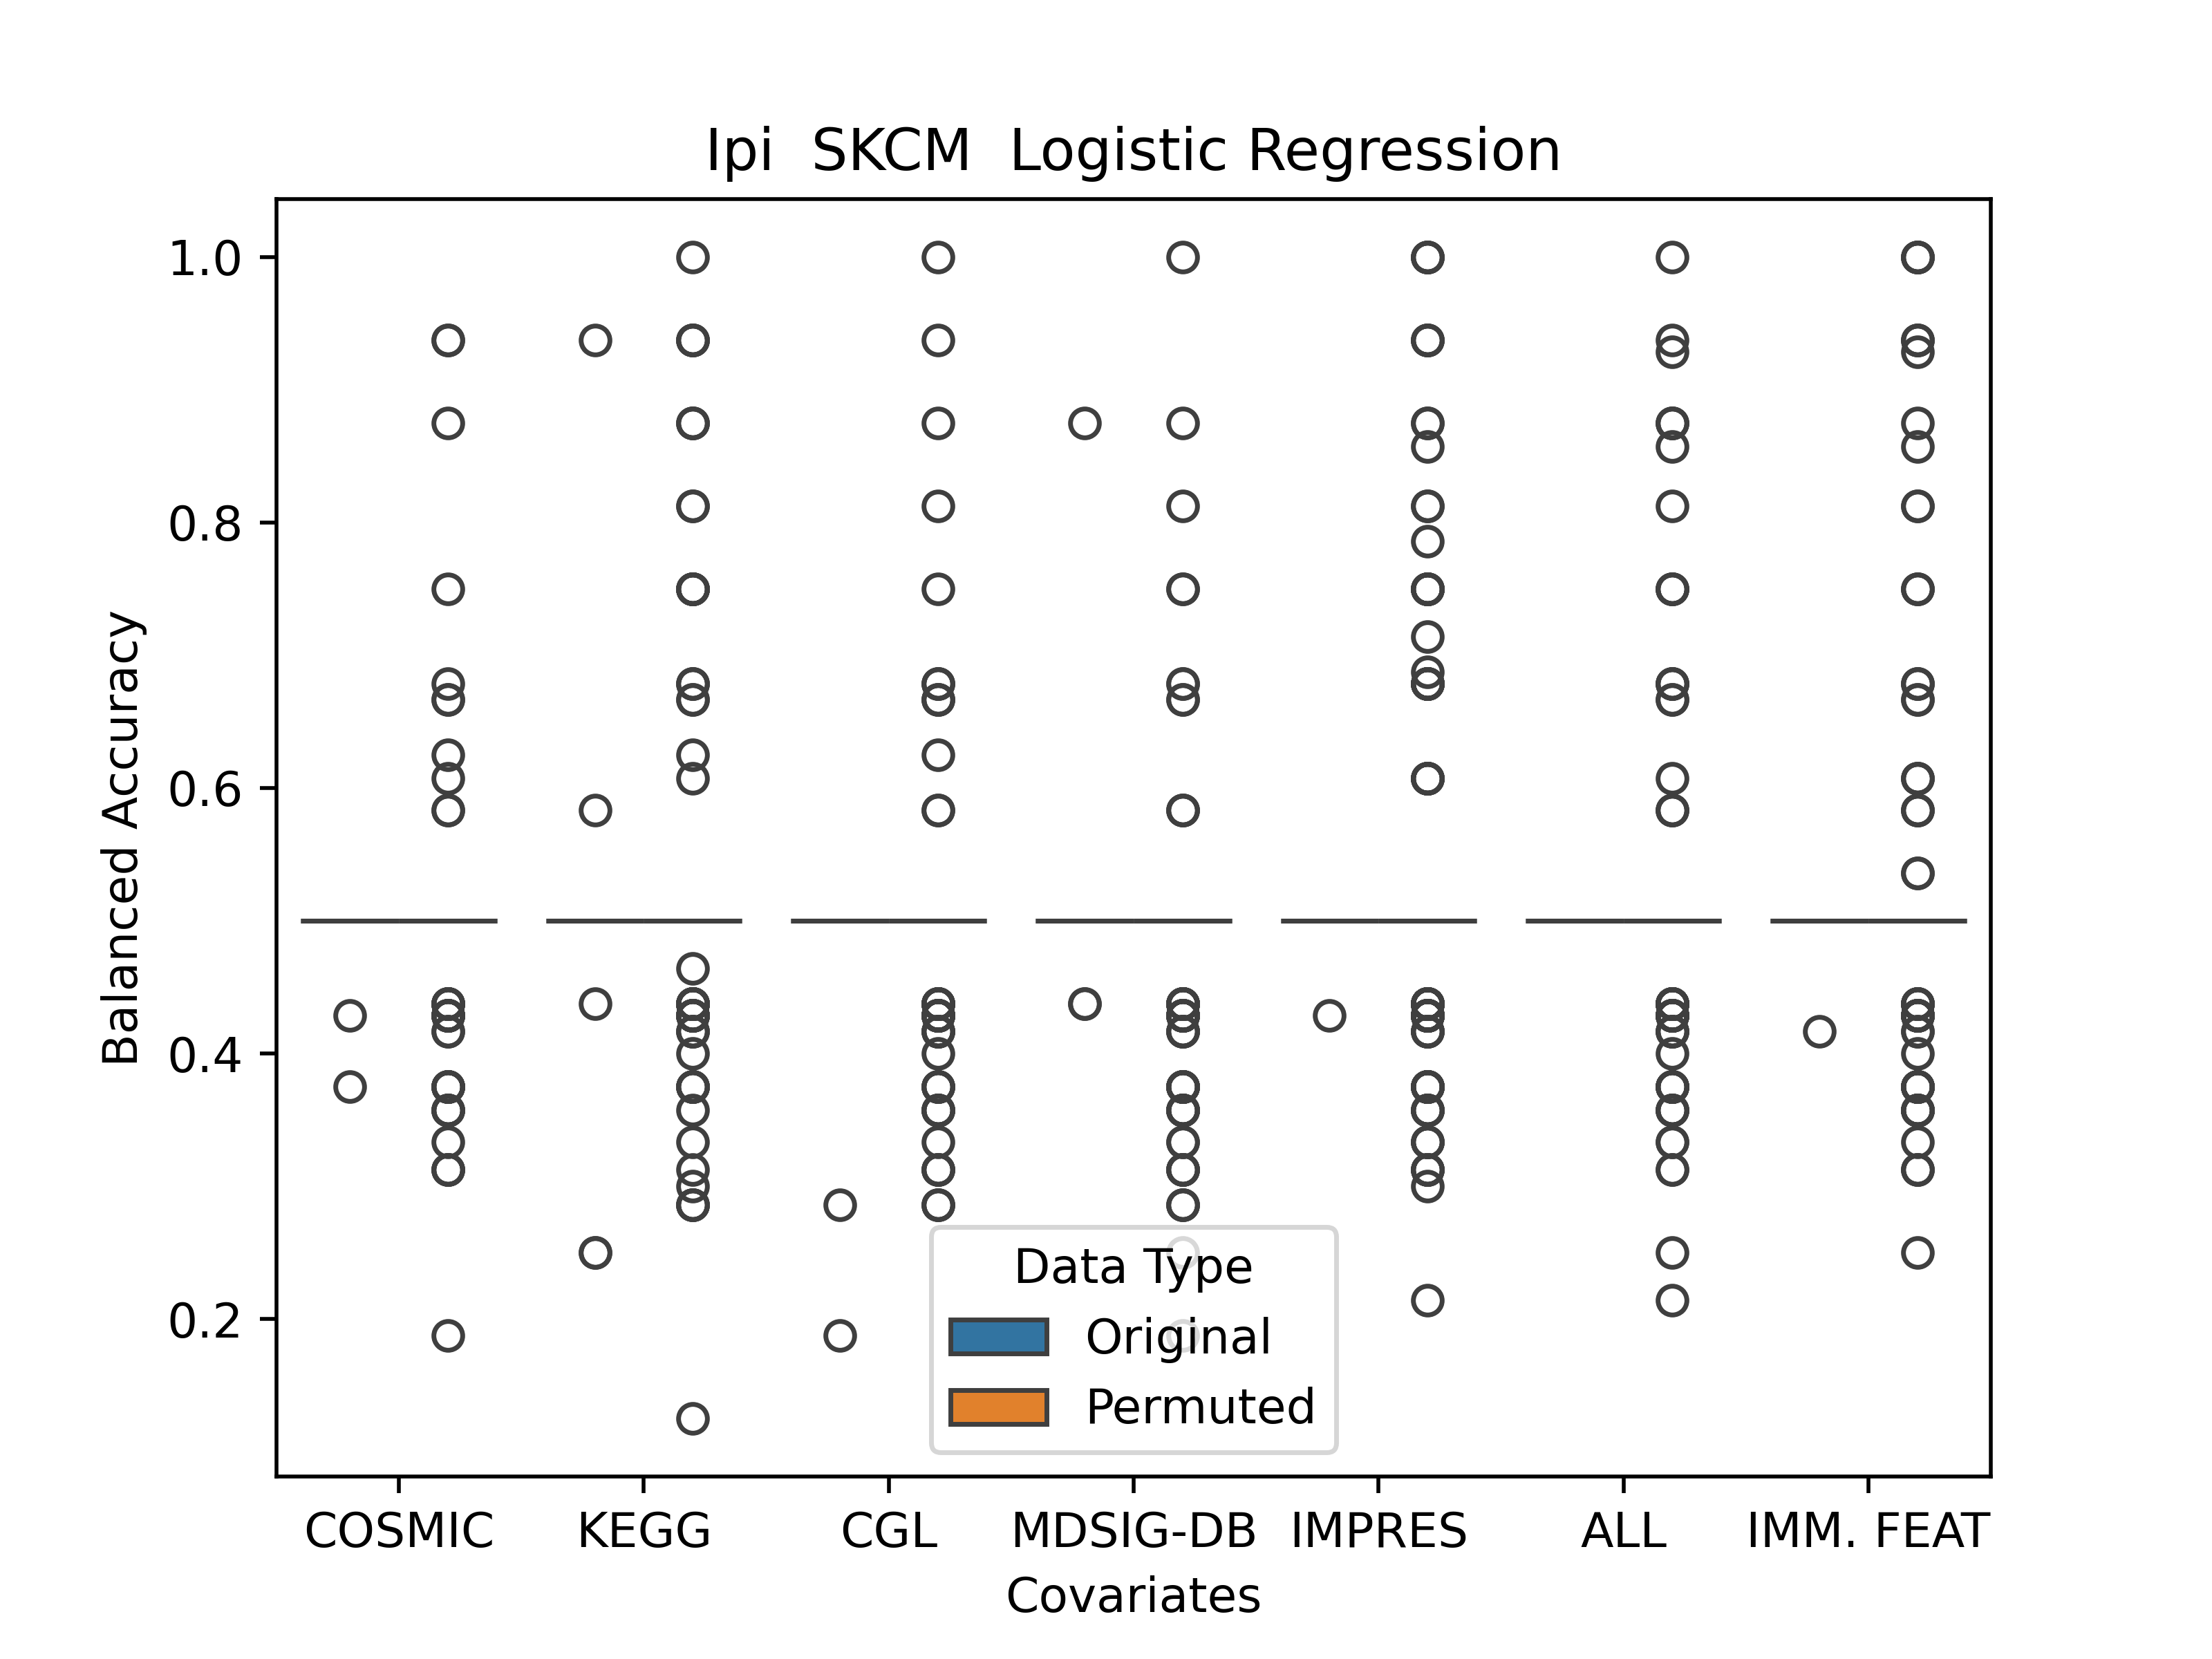 Ipi SKCM Logistic Regression
1.0
0.8
0.6
0.4
0.2
Balanced Accuracy
Data Type
Original
Permuted
COSMIC KEGG CGL MDSIG-DB IMPRES ALL IMM. FEAT
Covariates